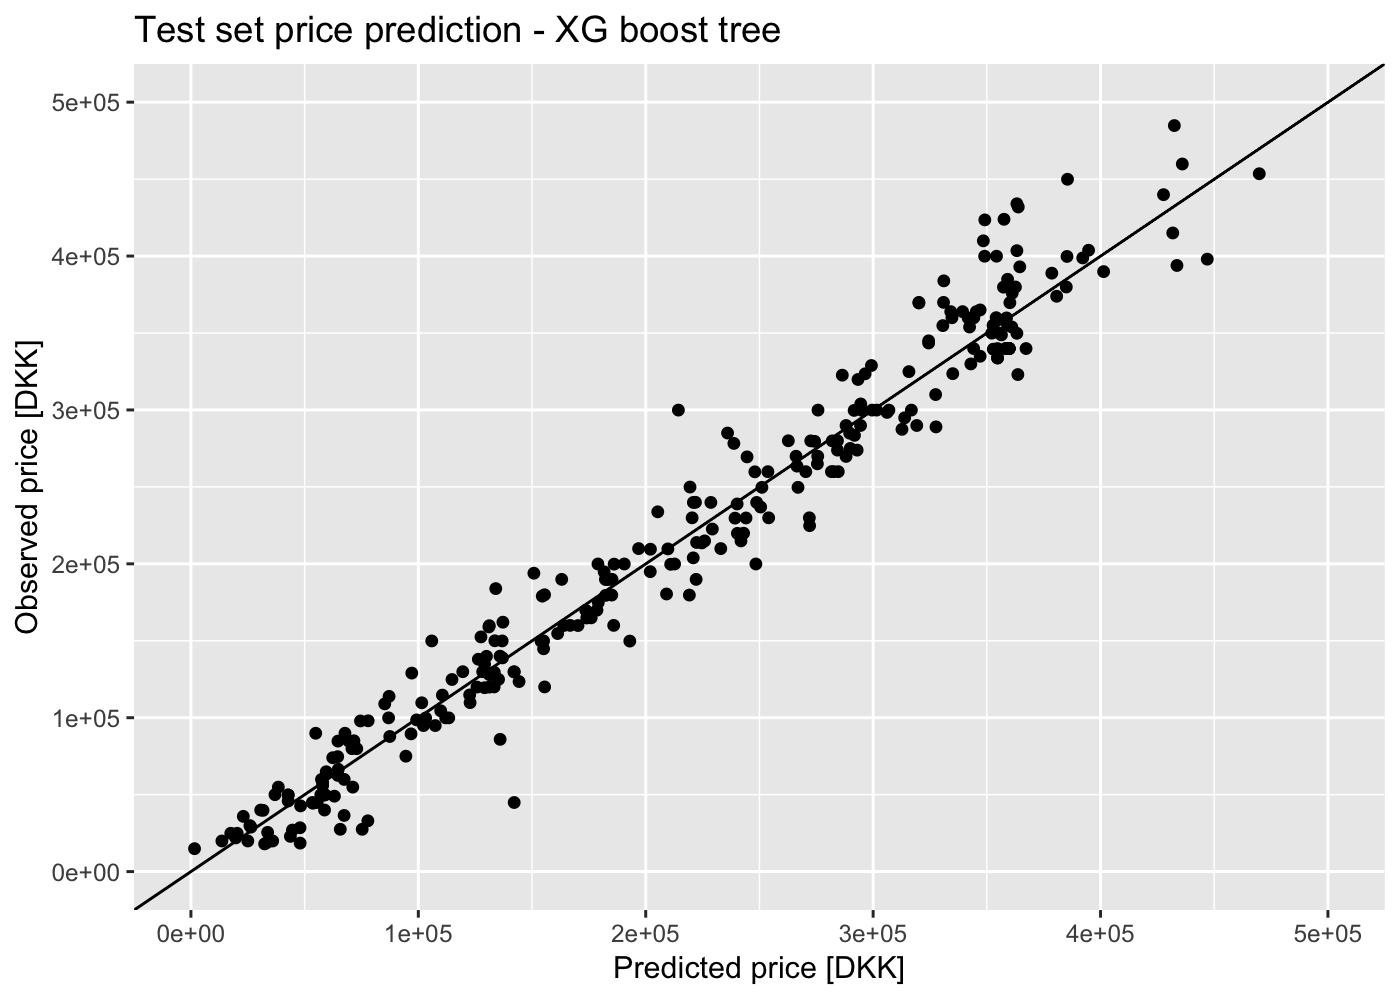 Test set price prediction - XG boost tree
5e+05
4e+05
3e+05
2e+05
1e+05
0e+00
Observed price [DKK]
0e+00 1e+05 2e+05 3e+05 4e+05 5e+05
Predicted price [DKK]